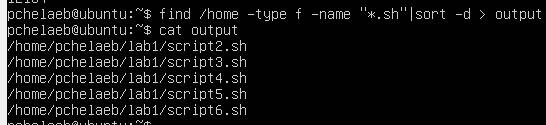 pchelaeb@ubuntu:~$ find /home -type f -name "*.sh"|sort -d > output
pchelaeb@ubuntu:~$ cat output
/home/pchelaeb/lab1/script2.sh
/home/pchelaeb/lab1/script3.sh
/home/pchelaeb/lab1/script4.sh
/home/pchelaeb/lab1/script5.sh
/home/pchelaeb/lab1/script6.sh
pchelaeb@ubuntu:~$